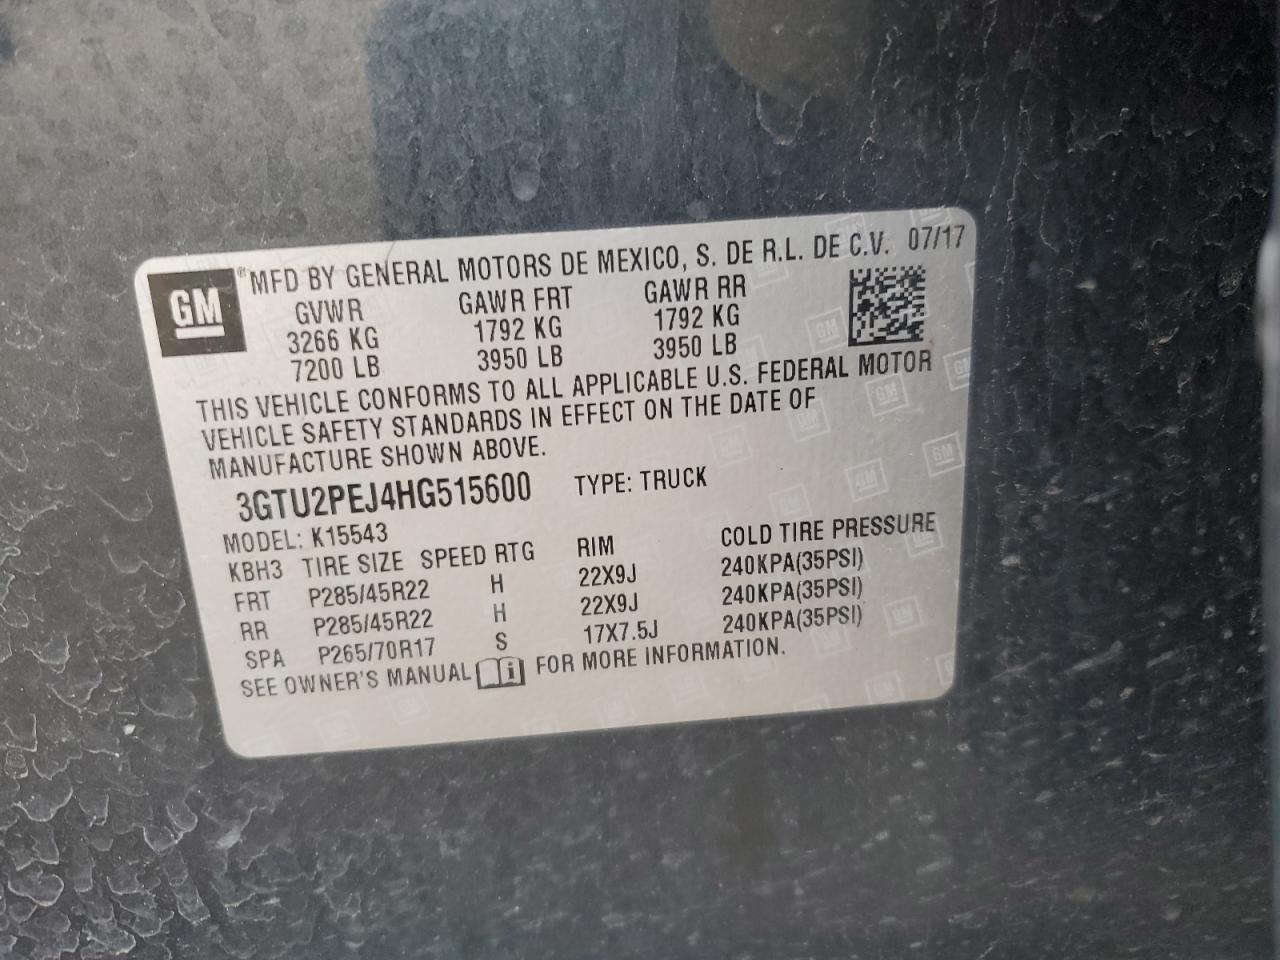 GM
® MFD BY GENERAL MOTORS DE MEXICO, S. DE R.L. DE C.V. 07/17
GVWR GAWR FRT GAWR RR
3266 KG 1792 KG 1792 KG
7200 LB 3950 LB 3950 LB
THIS VEHICLE CONFORMS TO ALL APPLICABLE U.S. FEDERAL MOTOR
VEHICLE SAFETY STANDARDS IN EFFECT ON THE DATE OF
MANUFACTURE SHOWN ABOVE.
3GTU2PEJ4HG515600 TYPE: TRUCK
MODEL: K15543
KBH3 TIRE SIZE SPEED RTG RIM COLD TIRE PRESSURE
FRT P285/45R22 H 22X9J 240KPA(35PSI)
RR P285/45R22 H 22X9J 240KPA(35PSI)
SPA P265/70R17 S 17X7.5J 240KPA(35PSI)
SEE OWNER'S MANUAL i FOR MORE INFORMATION.